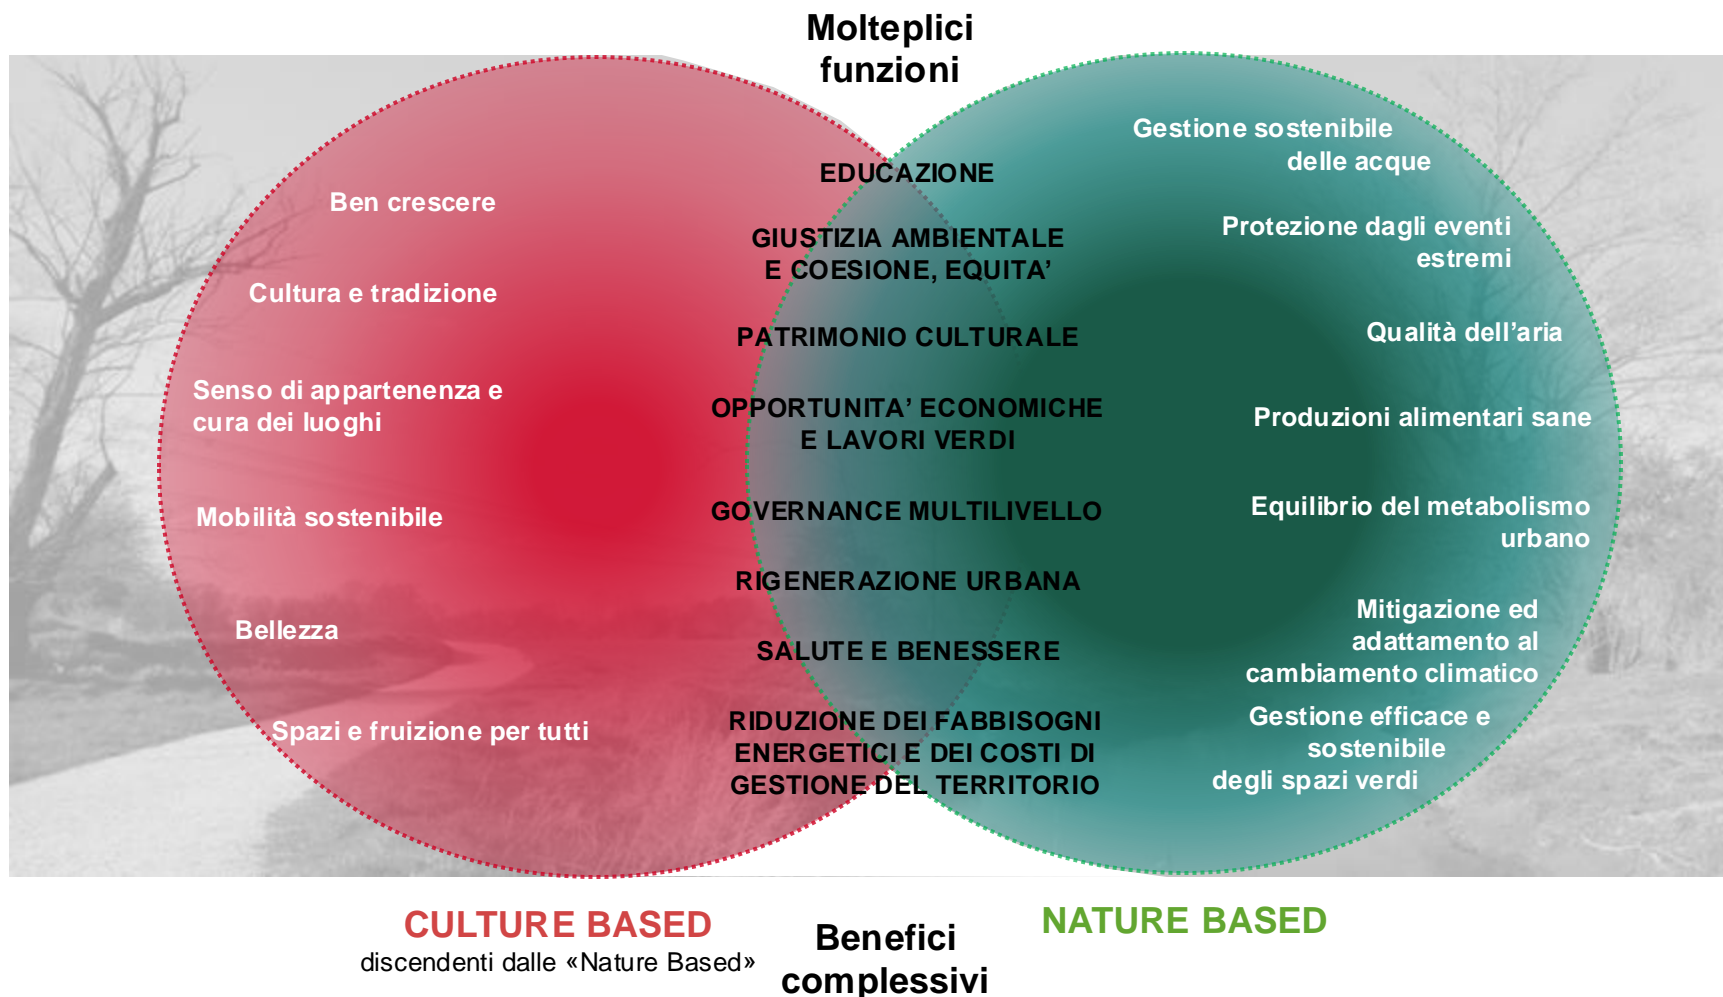 Molteplici
funzioni
Ben crescere
Cultura e tradizione
Senso di appartenenza e
cura dei luoghi
Mobilità sostenibile
Bellezza
Spazi e fruizione per tutti
EDUCAZIONE
GIUSTIZIA AMBIENTALE
E COESIONE, EQUITA’
PATRIMONIO CULTURALE
OPPORTUNITA’ ECONOMICHE
E LAVORI VERDI
GOVERNANCE MULTILIVELLO
RIGENERAZIONE URBANA
SALUTE E BENESSERE
RIDUZIONE DEI FABBISOGNI
ENERGETICI E DEI COSTI DI
GESTIONE DEL TERRITORIO
Gestione sostenibile
delle acque
Protezione dagli eventi
estremi
Qualità dell’aria
Produzioni alimentari sane
Equilibrio del metabolismo
urbano
Mitigazione ed
adattamento al
cambiamento climatico
Gestione efficace e
sostenibile
degli spazi verdi
CULTURE BASED
discendenti dalle «Nature Based»
Benefici
complessivi
NATURE BASED